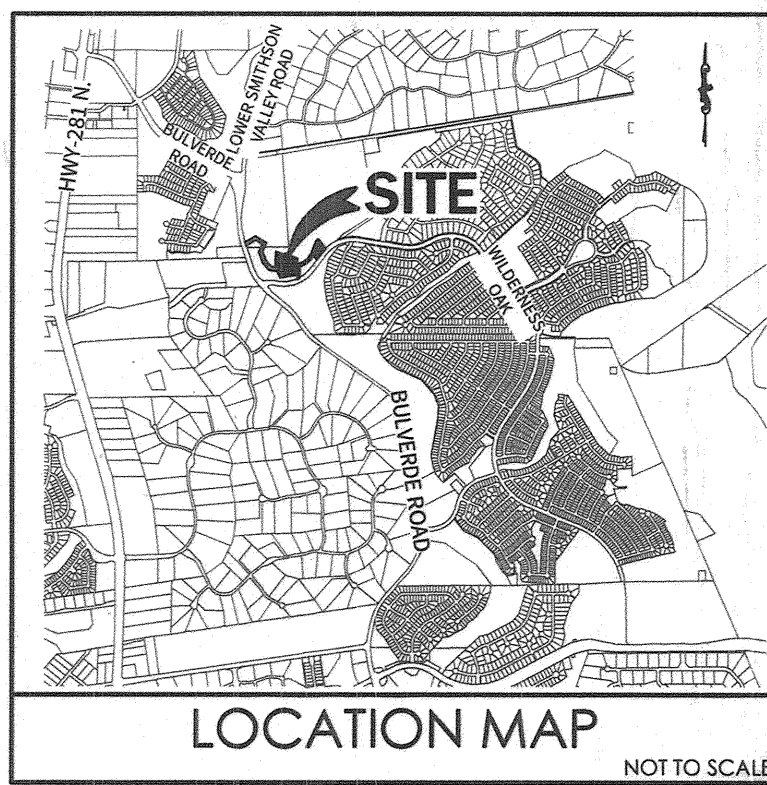 HWY-281 N.
BULVERDE
ROAD
LOWER SMITHSON
VALLEY ROAD
SITE
WILDERNESS
OAK
BULVERDE ROAD
LOCATION MAP
NOT TO SCALE